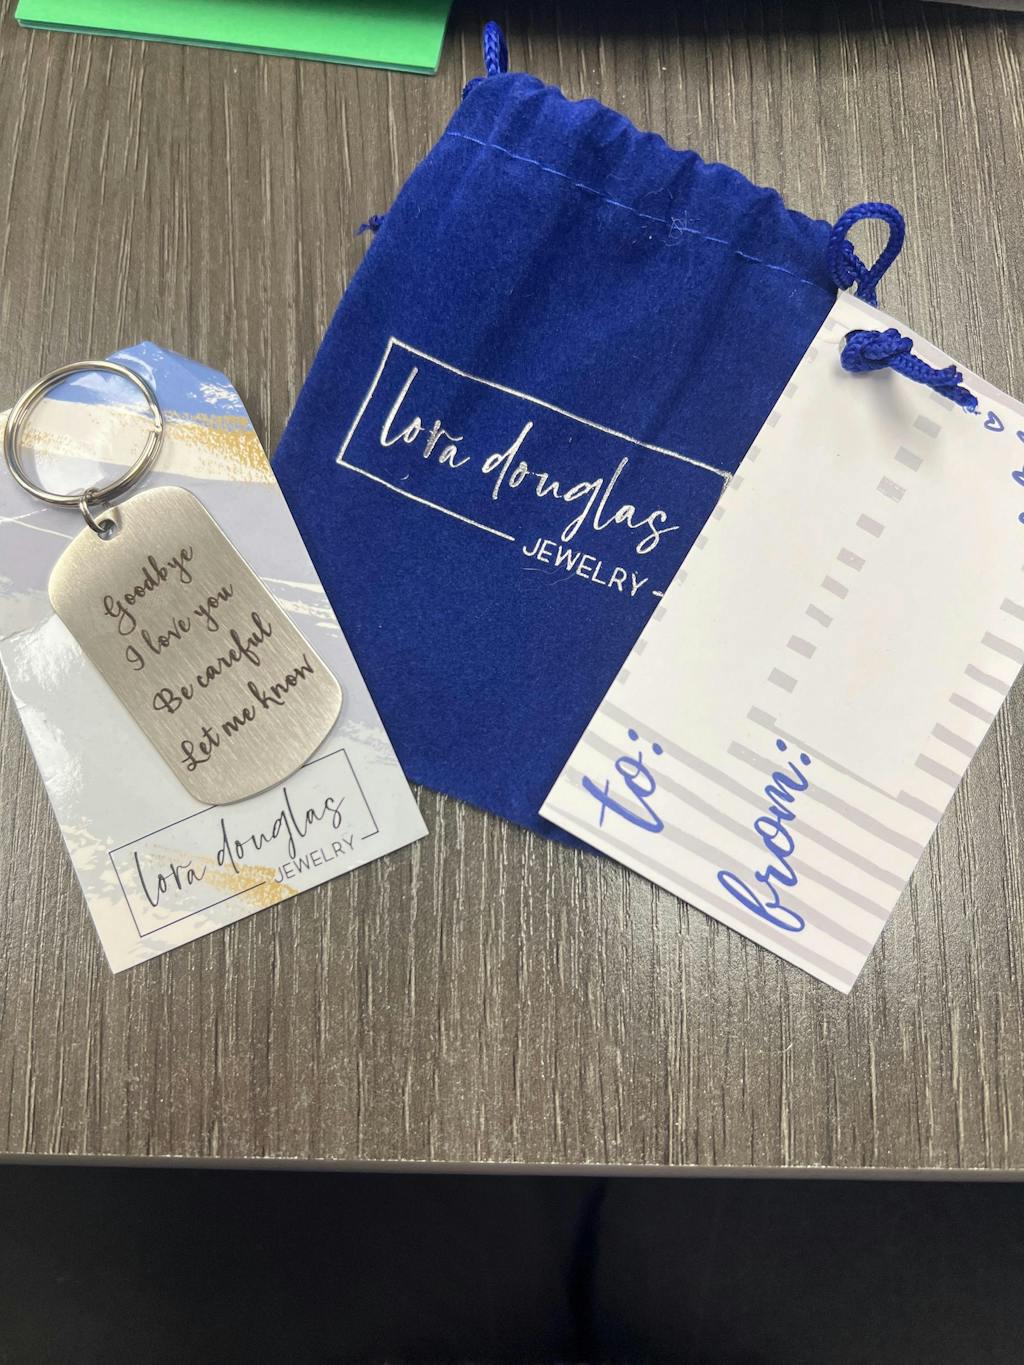 Goodbye
I love you
Be careful
Let me know
lora douglas
JEWELRY
lora douglas
JEWELRY
to:
from: